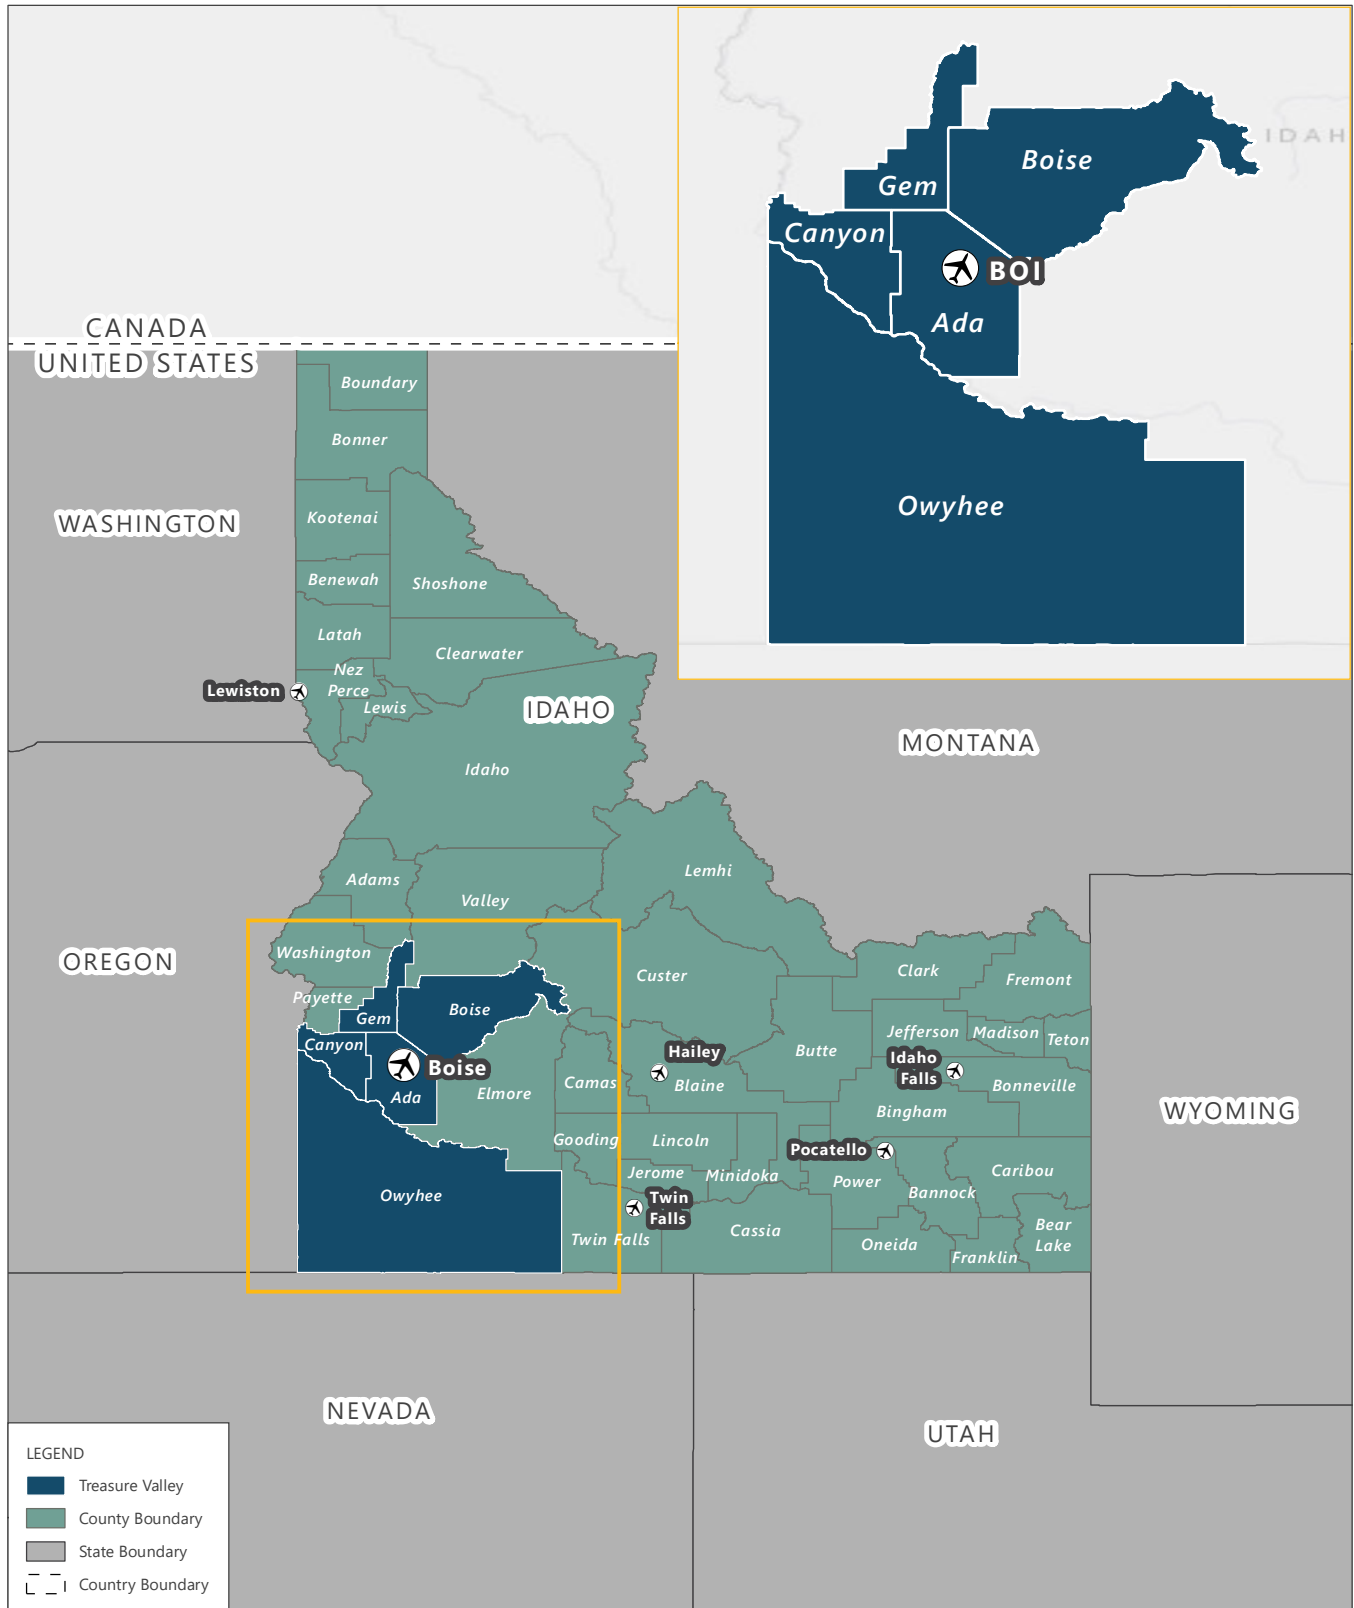 IDAH
Boise
Gem
Canyon
BOI
Ada
Owyhee
CANADA
UNITED STATES
Boundary
Bonner
WASHINGTON
Kootenai
Benewah
Shoshone
Latah
Clearwater
Nez
Perce
Lewiston
Lewis
IDAHO
MONTANA
Idaho
Adams
Lemhi
Valley
OREGON
Washington
Custer
Clark
Fremont
Payette
Gem
Boise
Canyon
Jefferson
Madison
Teton
Butte
Hailey
Idaho
Falls
Boise
Ada
Elmore
Camas
Blaine
Bonneville
Bingham
WYOMING
Gooding
Lincoln
Pocatello
Jerome
Minidoka
Power
Caribou
Bannock
Owyhee
Twin
Falls
Twin Falls
Cassia
Oneida
Franklin
Bear
Lake
NEVADA
UTAH
LEGEND
Treasure Valley
County Boundary
State Boundary
Country Boundary